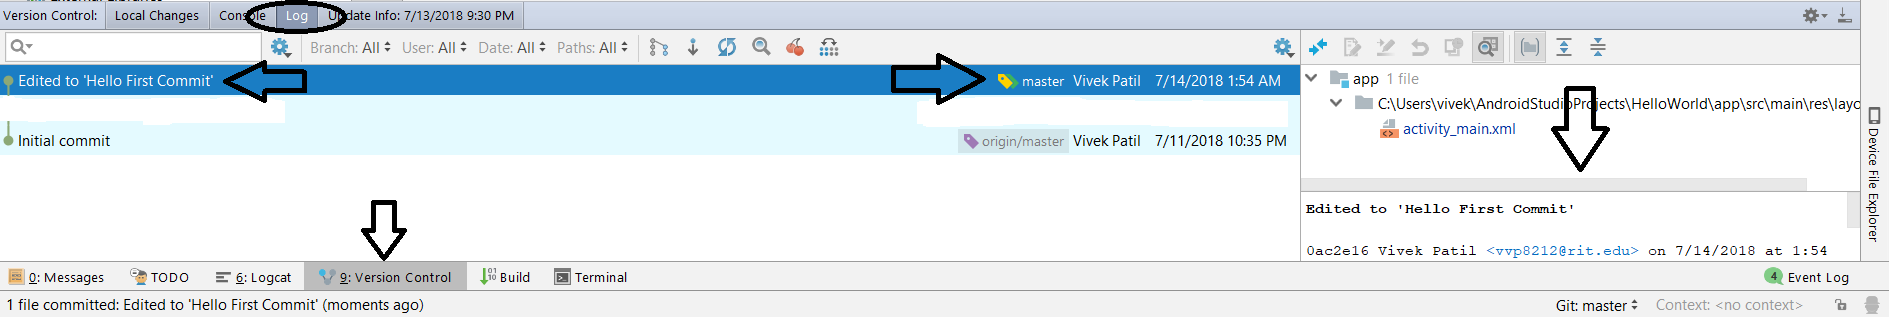 Version Control: Local Changes Console Log Update Info: 7/13/2018 9:30 PM
Branch: All User: All Date: All Paths: All
Edited to 'Hello First Commit' master Vivek Patil 7/14/2018 1:54 AM
Initial commit origin/master Vivek Patil 7/11/2018 10:35 PM
app 1 file
C:\Users\vivek\AndroidStudioProjects\HelloWorld\app\src\main\res\layo
activity_main.xml
Edited to 'Hello First Commit'
0ac2e16 Vivek Patil <vvp8212@rit.edu> on 7/14/2018 at 1:54
Device File Explorer
0: Messages TODO 6: Logcat 9: Version Control Build Terminal 4 Event Log
1 file committed: Edited to 'Hello First Commit' (moments ago) Git: master Context: <no context>